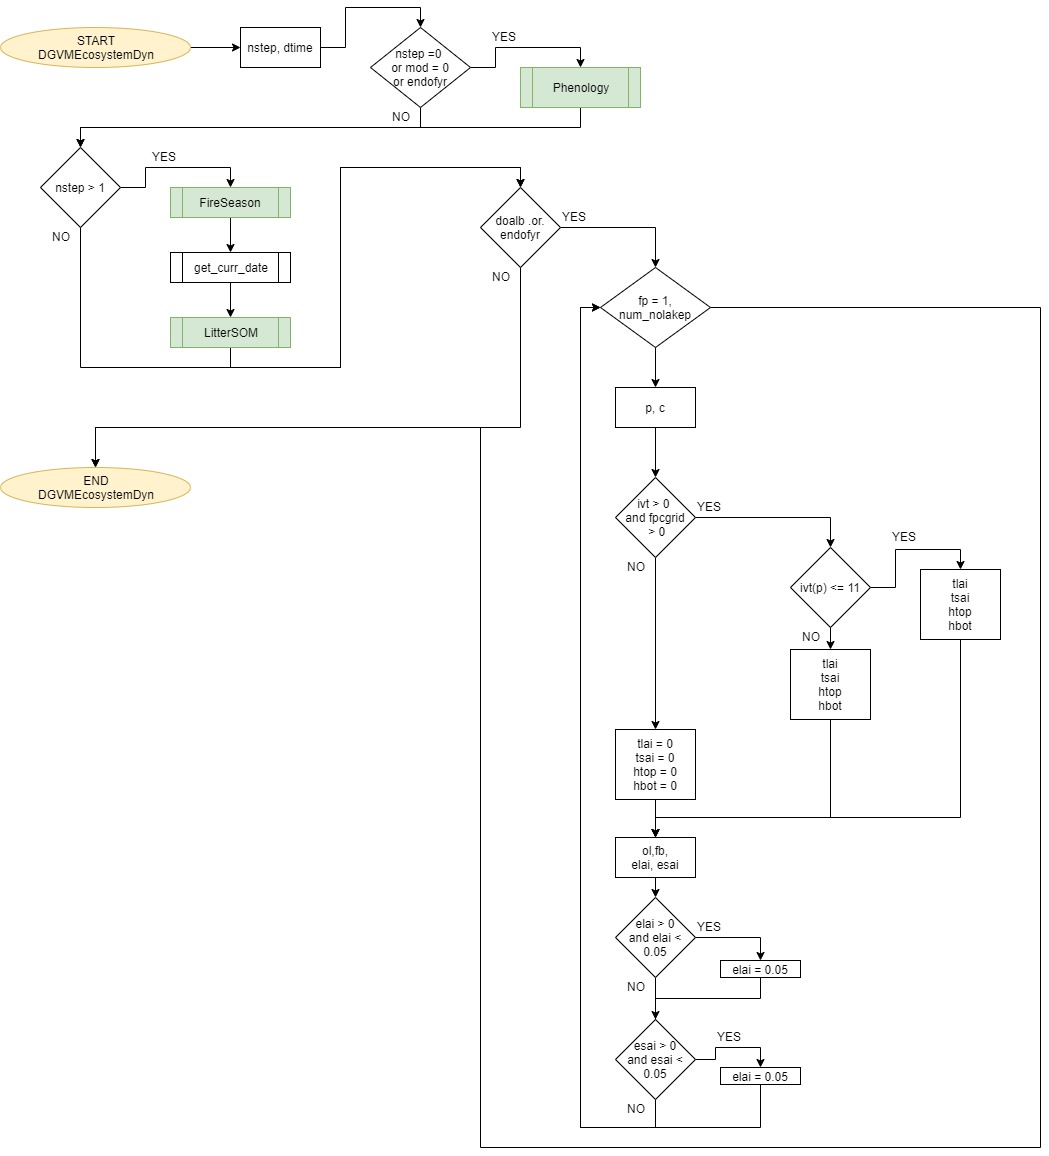 START
DGVMEcosystemDyn
nstep, dtime
nstep =0
or mod = 0
or endofyr
YES
Phenology
NO
nstep > 1
YES
FireSeason
get_curr_date
LitterSOM
NO
doalb .or.
endofyr
YES
NO
fp = 1,
num_nolakep
p, c
END
DGVMEcosystemDyn
ivt > 0
and fpcgrid
> 0
YES
NO
ivt(p) <= 11
YES
tlai
tsai
htop
hbot
NO
tlai
tsai
htop
hbot
tlai = 0
tsai = 0
htop = 0
hbot = 0
ol,fb,
elai, esai
elai > 0
and elai <
0.05
YES
elai = 0.05
NO
esai > 0
and esai <
0.05
YES
elai = 0.05
NO